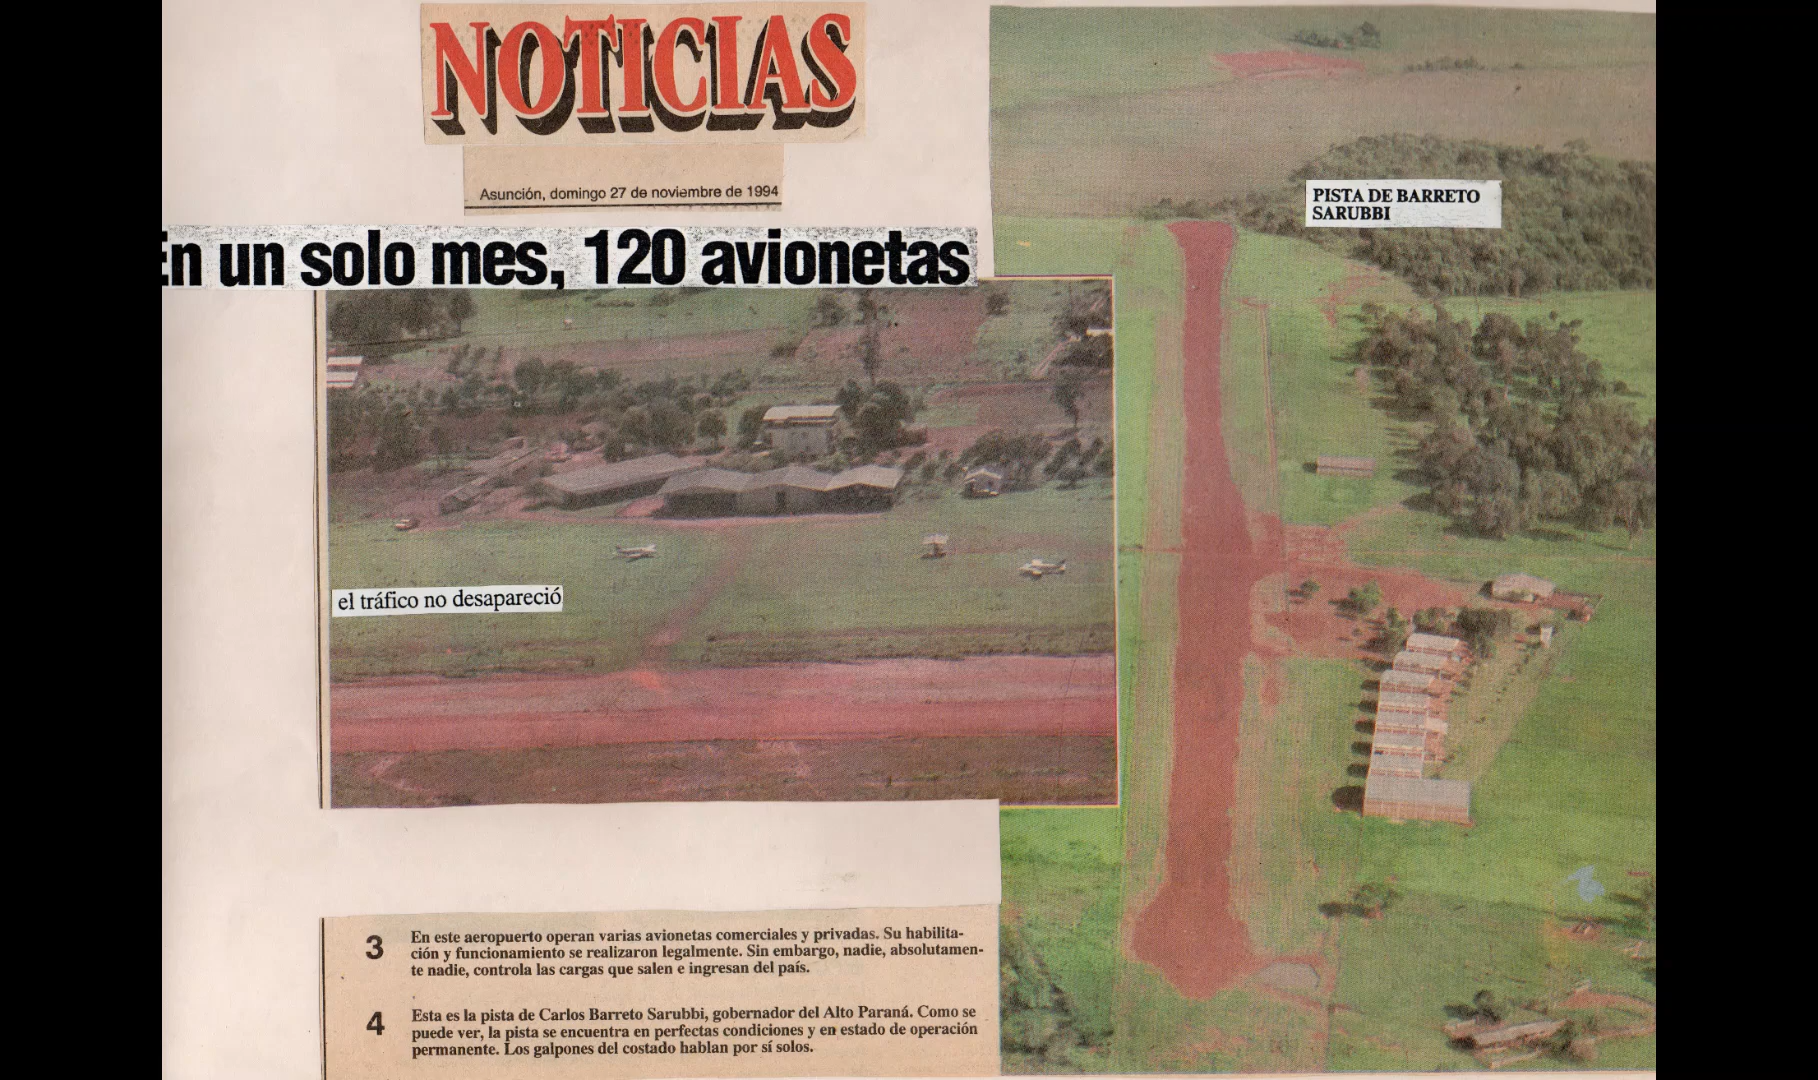 NOTICIAS
Asunción, domingo 27 de noviembre de 1994
En un solo mes, 120 avionetas
PISTA DE BARRETO
SARUBBI
el tráfico no desapareció
3 En este aeropuerto operan varias avionetas comerciales y privadas. Su habilita-
ción y funcionamiento se realizaron legalmente. Sin embargo, nadie, absolutamen-
te nadie, controla las cargas que salen e ingresan del país.
4 Esta es la pista de Carlos Barreto Sarubbi, gobernador del Alto Paraná. Como se
puede ver, la pista se encuentra en perfectas condiciones y en estado de operación
permanente. Los galpones del costado hablan por sí solos.